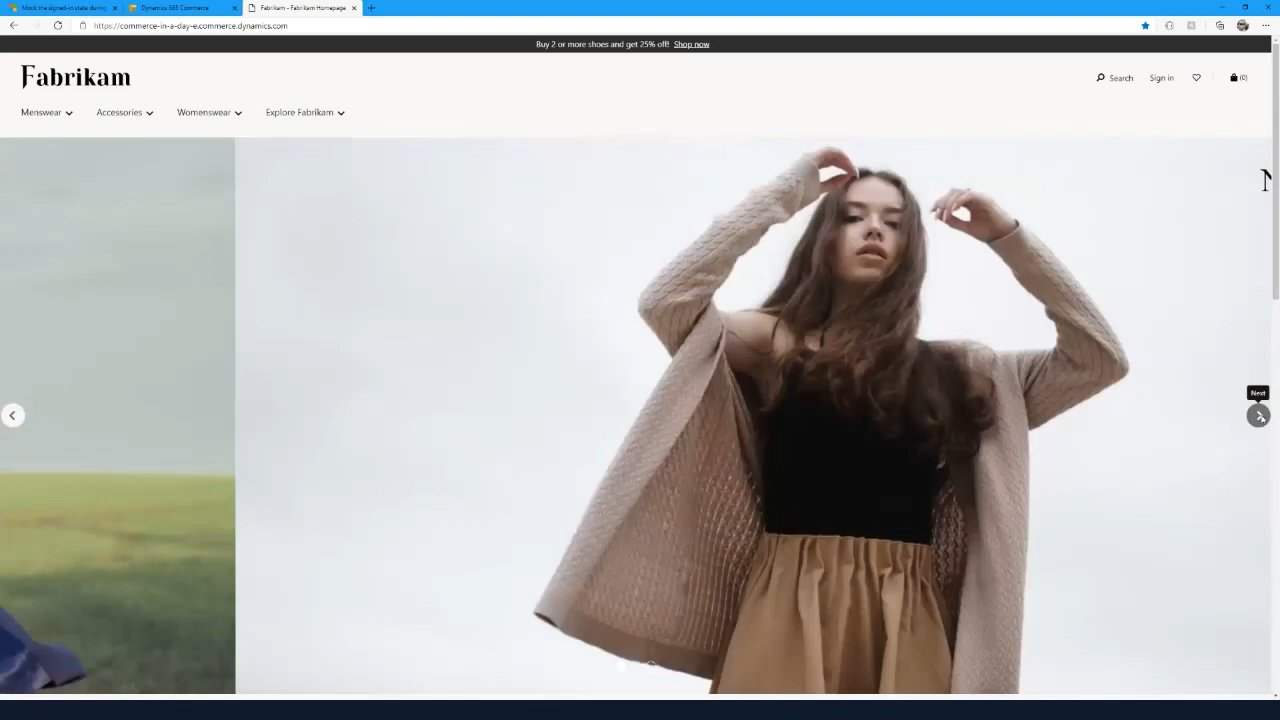 Mock the signed-in state during
Dynamics 365 Commerce
Fabrikam - Fabrikam Homepage
https://commerce-in-a-day-e.commerce.dynamics.com
Buy 2 or more shoes and get 25% off! Shop now
Fabrikam
Search
Sign in
(0)
Menswear
Accessories
Womenswear
Explore Fabrikam
N
Next